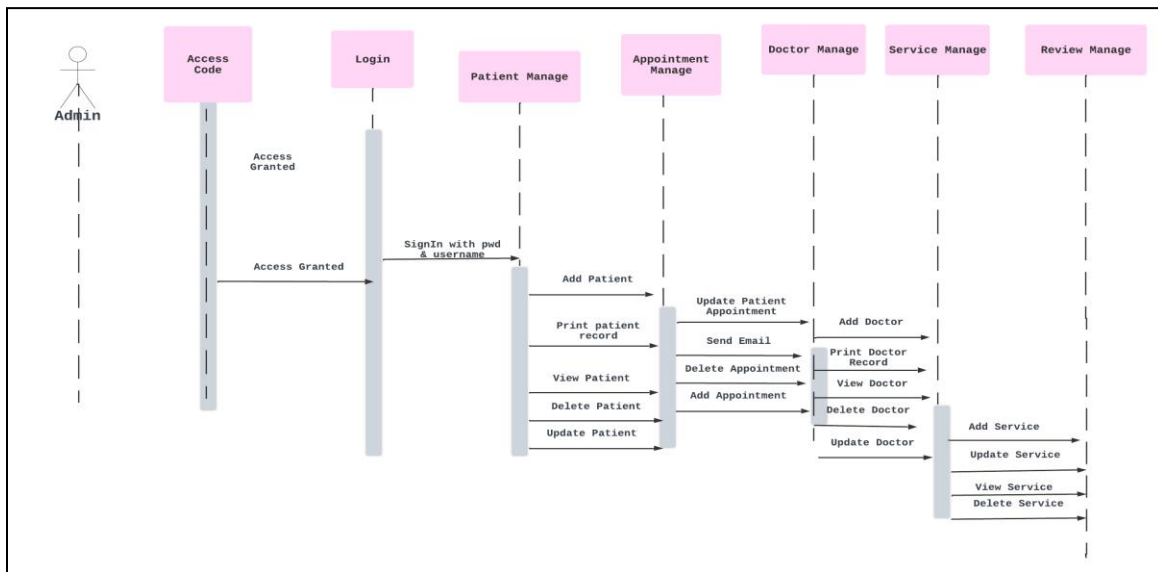 Admin
Access
Code
Login
Patient Manage
Appointment
Manage
Doctor Manage
Service Manage
Review Manage
Access
Granted
Access Granted
SignIn with pwd
& username
Add Patient
Print patient
record
View Patient
Delete Patient
Update Patient
Update Patient
Appointment
Send Email
Delete Appointment
Add Appointment
Add Doctor
Print Doctor
Record
View Doctor
Delete Doctor
Update Doctor
Add Service
Update Service
View Service
Delete Service